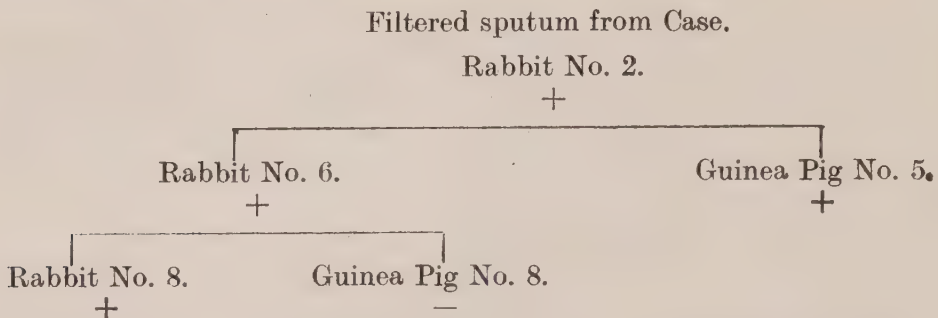 Filtered sputum from Case.
Rabbit No. 2.
+
Rabbit No. 6. Guinea Pig No. 5.
+ +
Rabbit No. 8. Guinea Pig No. 8.
+ −